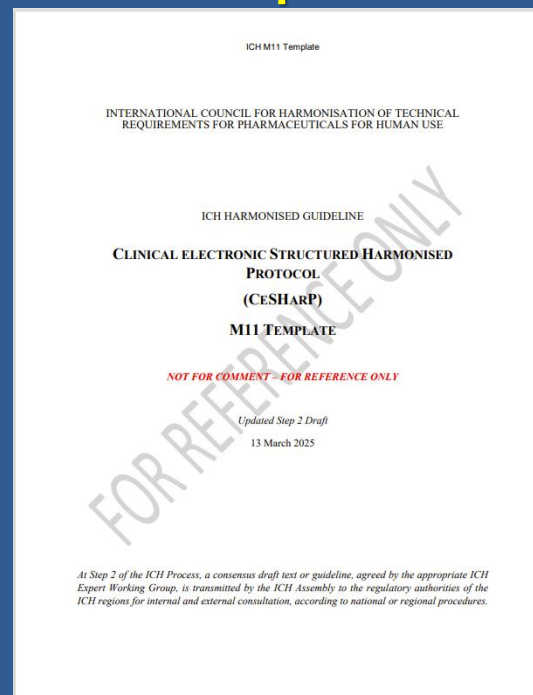 ICH M11 Template
INTERNATIONAL COUNCIL FOR HARMONISATION OF TECHNICAL
REQUIREMENTS FOR PHARMACEUTICALS FOR HUMAN USE
ICH HARMONISED GUIDELINE
CLINICAL ELECTRONIC STRUCTURED HARMONISED
PROTOCOL
(CESHARP)
M11 TEMPLATE
NOT FOR COMMENT – FOR REFERENCE ONLY
Updated Step 2 Draft
13 March 2025
FOR REFERENCE ONLY
At Step 2 of the ICH Process, a consensus draft text or guideline, agreed by the appropriate ICH
Expert Working Group, is transmitted by the ICH Assembly to the regulatory authorities of the
ICH regions for internal and external consultation, according to national or regional procedures.